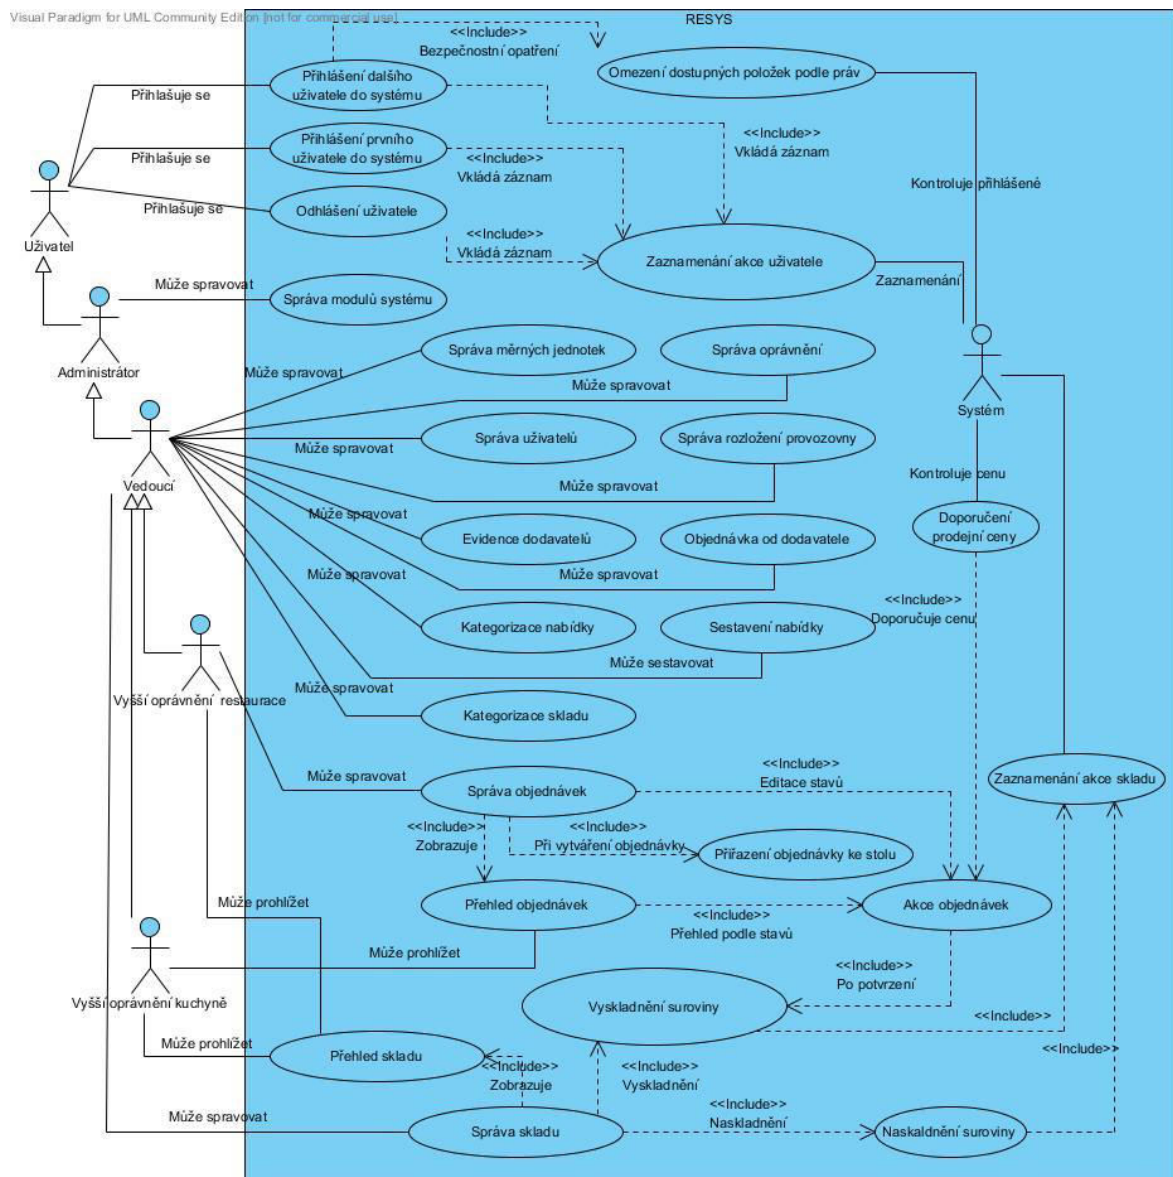 Visual Paradigm for UML Community Edition [not for commercial use]
RESYS
<<Include>>
Bezpečnostní opatření
Přihlášení dalšího
uživatele do systému
Omezení dostupných položek podle práv
Přihlašuje se
<<Include>>
Vkládá záznam
Přihlášení prvního
uživatele do systému
Přihlašuje se
<<Include>>
Vkládá záznam
Kontroluje přihlášené
Odhlášení uživatele
Přihlašuje se
Uživatel
<<Include>>
Vkládá záznam
Zaznamenání akce uživatele
Zaznamenání
Může spravovat
Správa modulů systému
Administrátor
Správa měrných jednotek
Správa oprávnění
Může spravovat
Může spravovat
Systém
Správa uživatelů
Správa rozložení provozovny
Může spravovat
Kontroluje cenu
Vedoucí
Může spravovat
Může spravovat
Doporučení
prodejní ceny
Evidence dodavatelů
Objednávka od dodavatele
Může spravovat
Může spravovat
<<Include>>
Doporučuje cenu
Kategorizace nabídky
Sestavení nabídky
Může sestavovat
Může spravovat
Vyšší oprávnění restaurace
Kategorizace skladu
Může spravovat
Správa objednávek
<<Include>>
Editace stavů
Zaznamenání akce skladu
<<Include>>
Zobrazuje
<<Include>>
Při vytváření objednávky
Přiřazení objednávky ke stolu
Může prohlížet
Přehled objednávek
<<Include>>
Přehled podle stavů
Akce objednávek
Může prohlížet
<<Include>>
Po potvrzení
Vyšší oprávnění kuchyně
Vyskladnění suroviny
<<Include>>
Může prohlížet
Přehled skladu
<<Include>>
Zobrazuje
<<Include>>
Vyskladnění
<<Include>>
Může spravovat
Správa skladu
<<Include>>
Naskladnění
Naskaldnění suroviny